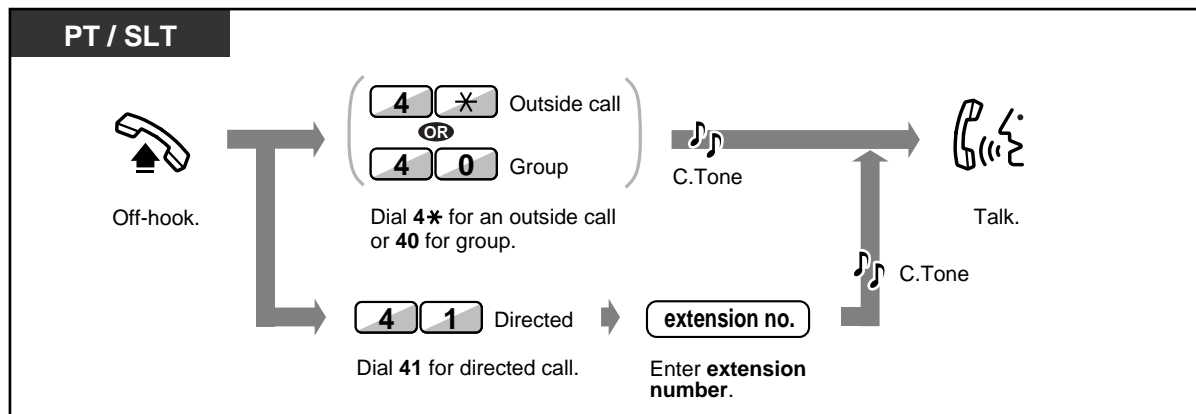 PT / SLT
4 ✳ Outside call
OR
4 0 Group
C.Tone
Off-hook.
Dial 4✳ for an outside call
or 40 for group.
Talk.
C.Tone
4 1 Directed
extension no.
Dial 41 for directed call.
Enter extension
number.